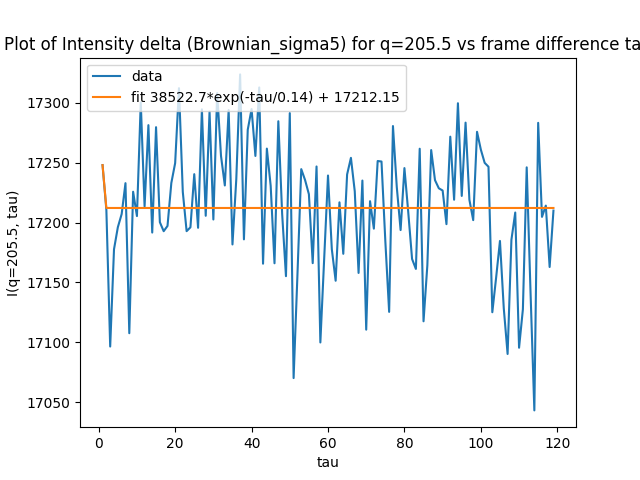 Plot of Intensity delta (Brownian_sigma5) for q=205.5 vs frame difference ta
data
fit 38522.7*exp(-tau/0.14) + 17212.15
17300
17250
17200
17150
17100
17050
I(q=205.5, tau)
0 20 40 60 80 100 120
tau